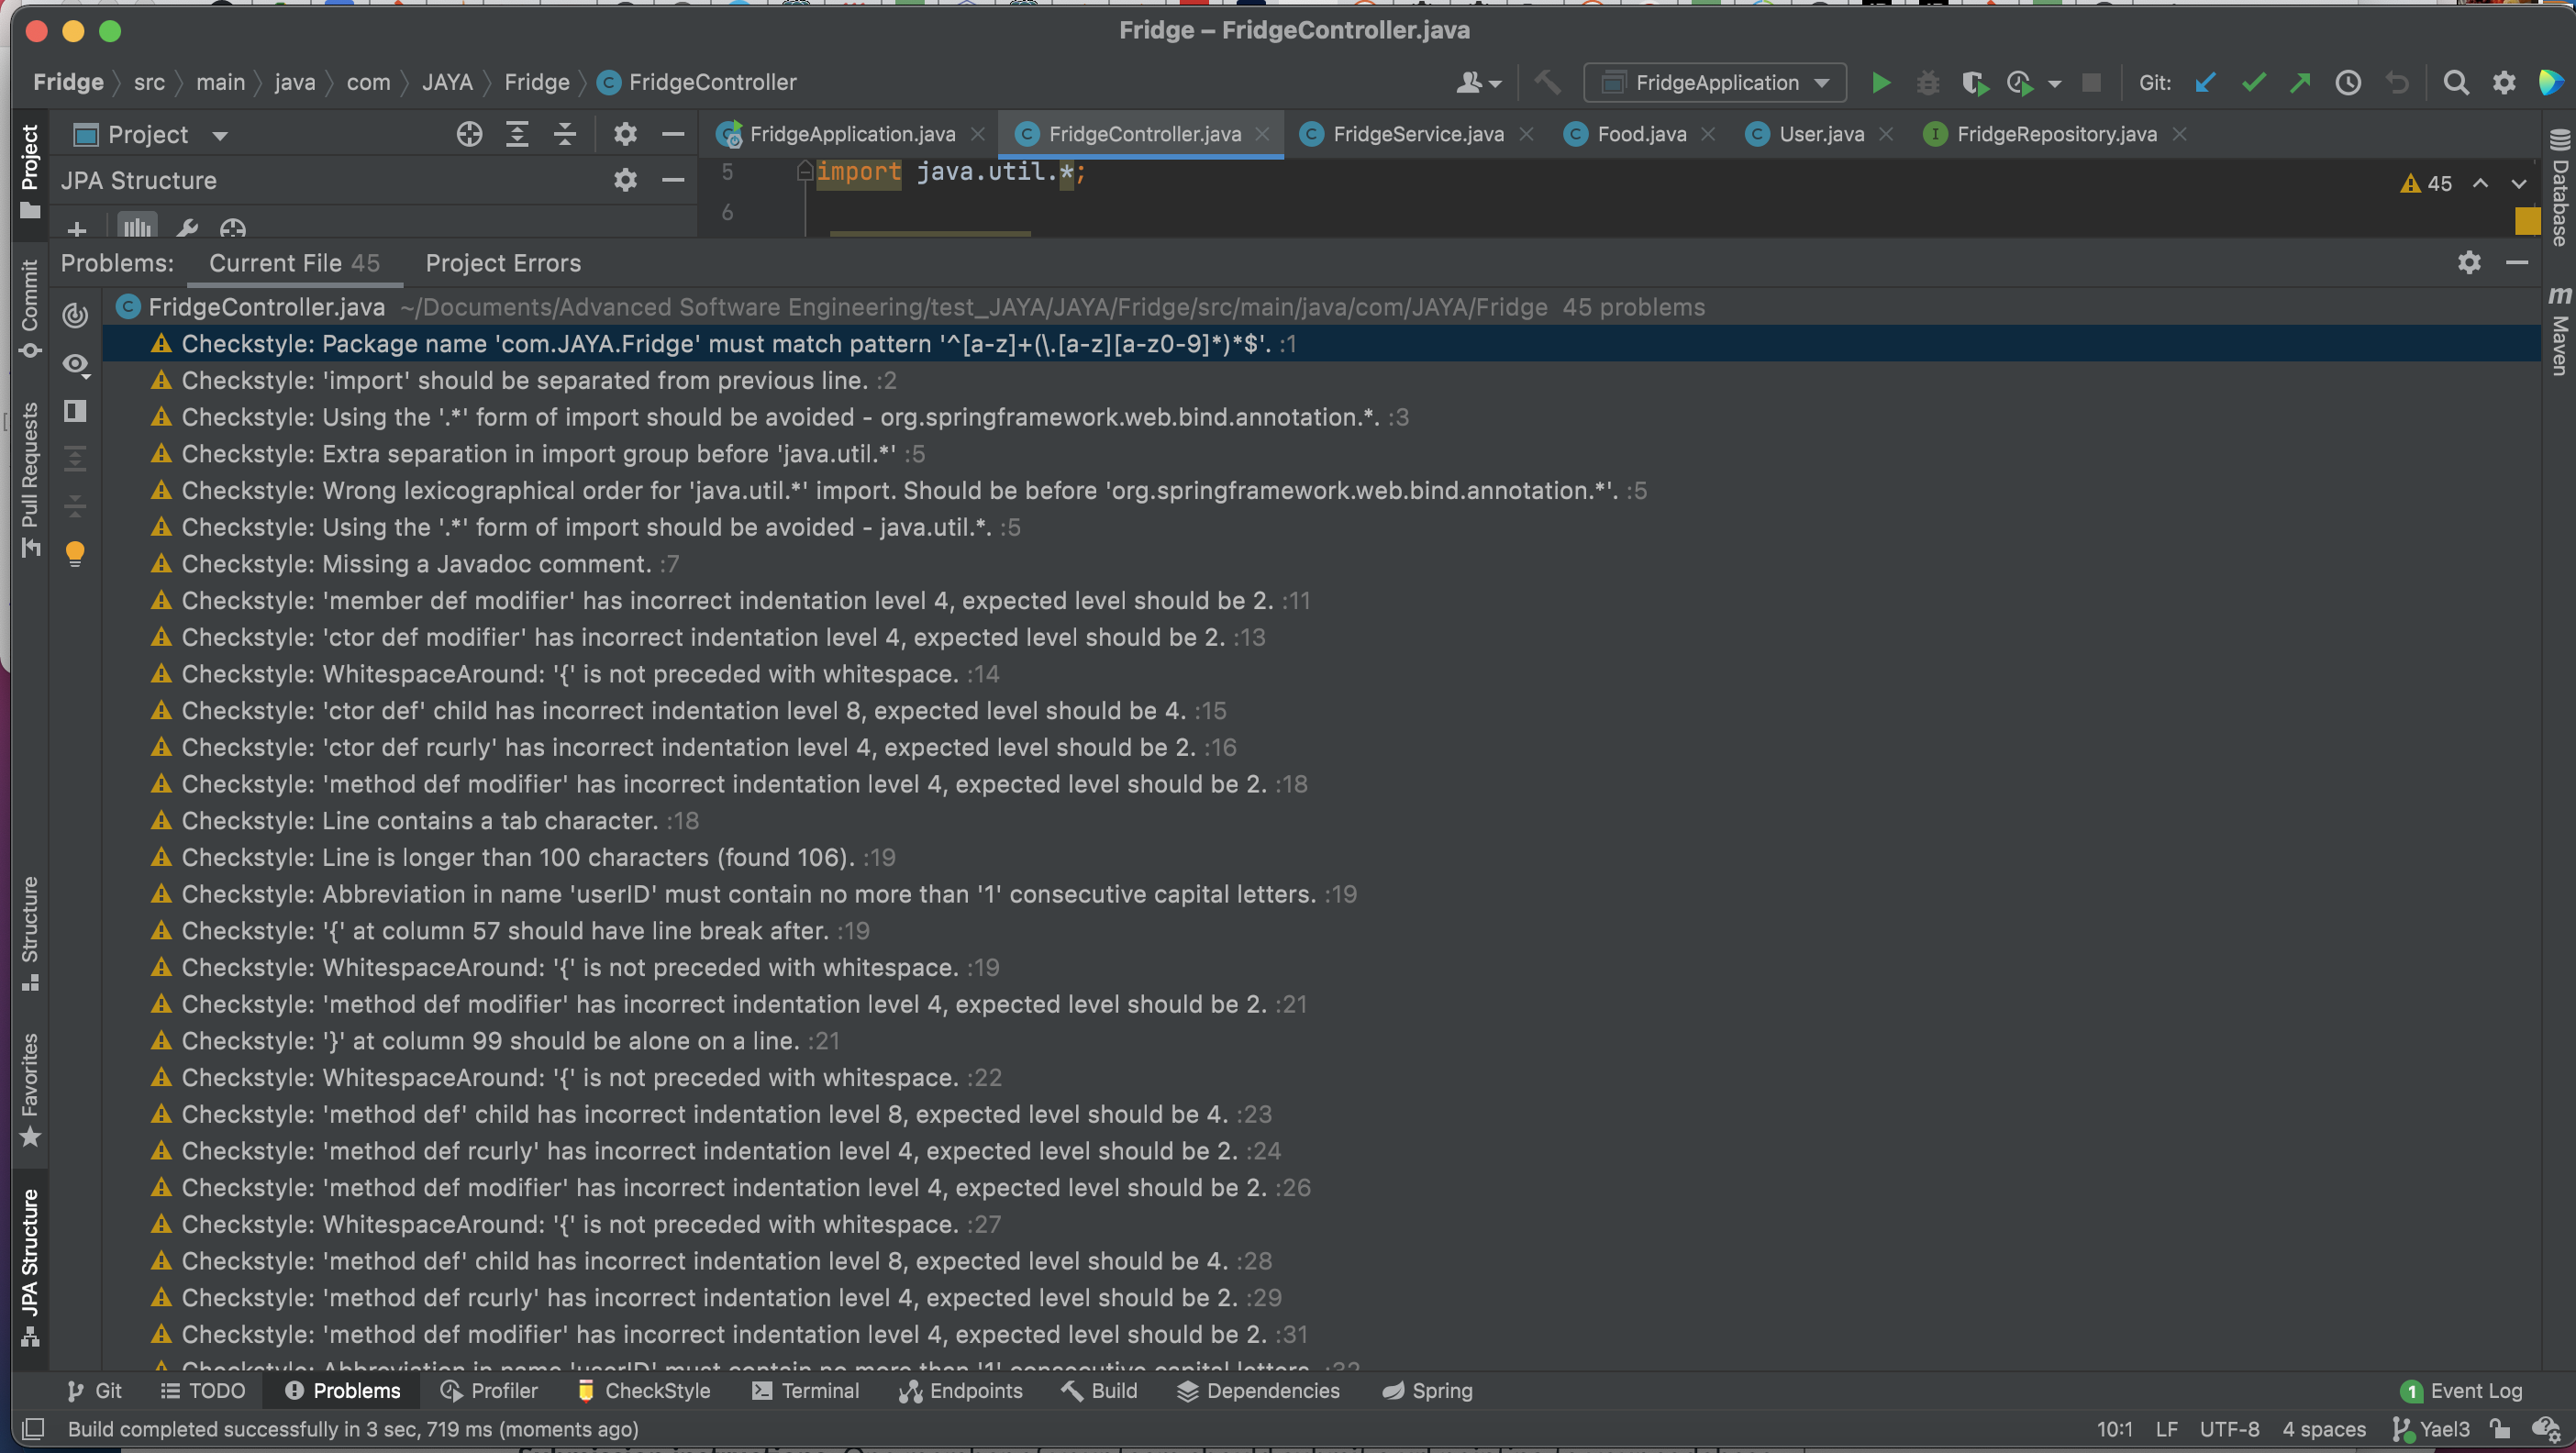 Fridge – FridgeController.java
Fridge src main java com JAYA Fridge FridgeController
FridgeApplication
Git:
Project
FridgeApplication.java FridgeController.java FridgeService.java Food.java User.java FridgeRepository.java
JPA Structure
5 import java.util.*;
45
6
Problems: Current File 45 Project Errors
FridgeController.java ~/Documents/Advanced Software Engineering/test_JAYA/JAYA/Fridge/src/main/java/com/JAYA/Fridge 45 problems
Checkstyle: Package name 'com.JAYA.Fridge' must match pattern '^[a-z]+(\.[a-z][a-z0-9]*)*$'. :1
Checkstyle: 'import' should be separated from previous line. :2
Checkstyle: Using the '.*' form of import should be avoided - org.springframework.web.bind.annotation.*. :3
Checkstyle: Extra separation in import group before 'java.util.*' :5
Checkstyle: Wrong lexicographical order for 'java.util.*' import. Should be before 'org.springframework.web.bind.annotation.*'. :5
Checkstyle: Using the '.*' form of import should be avoided - java.util.*. :5
Checkstyle: Missing a Javadoc comment. :7
Checkstyle: 'member def modifier' has incorrect indentation level 4, expected level should be 2. :11
Checkstyle: 'ctor def modifier' has incorrect indentation level 4, expected level should be 2. :13
Checkstyle: WhitespaceAround: '{' is not preceded with whitespace. :14
Checkstyle: 'ctor def' child has incorrect indentation level 8, expected level should be 4. :15
Checkstyle: 'ctor def rcurly' has incorrect indentation level 4, expected level should be 2. :16
Checkstyle: 'method def modifier' has incorrect indentation level 4, expected level should be 2. :18
Checkstyle: Line contains a tab character. :18
Checkstyle: Line is longer than 100 characters (found 106). :19
Checkstyle: Abbreviation in name 'userID' must contain no more than '1' consecutive capital letters. :19
Checkstyle: '{' at column 57 should have line break after. :19
Checkstyle: WhitespaceAround: '{' is not preceded with whitespace. :19
Checkstyle: 'method def modifier' has incorrect indentation level 4, expected level should be 2. :21
Checkstyle: '}' at column 99 should be alone on a line. :21
Checkstyle: WhitespaceAround: '{' is not preceded with whitespace. :22
Checkstyle: 'method def' child has incorrect indentation level 8, expected level should be 4. :23
Checkstyle: 'method def rcurly' has incorrect indentation level 4, expected level should be 2. :24
Checkstyle: 'method def modifier' has incorrect indentation level 4, expected level should be 2. :26
Checkstyle: WhitespaceAround: '{' is not preceded with whitespace. :27
Checkstyle: 'method def' child has incorrect indentation level 8, expected level should be 4. :28
Checkstyle: 'method def rcurly' has incorrect indentation level 4, expected level should be 2. :29
Checkstyle: 'method def modifier' has incorrect indentation level 4, expected level should be 2. :31
Checkstyle: Abbreviation in name 'userID' must contain no more than '1' consecutive capital letters. :32
Project
Commit
Pull Requests
Structure
Favorites
JPA Structure
Database
Maven
Git TODO Problems Profiler CheckStyle Terminal Endpoints Build Dependencies Spring 1 Event Log
Build completed successfully in 3 sec, 719 ms (moments ago) 10:1 LF UTF-8 4 spaces Yael3